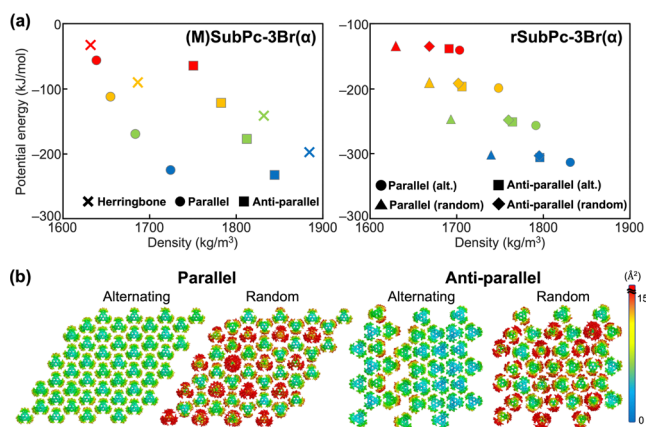 (a)
(M)SubPc-3Br(α)
rSubPc-3Br(α)
Potential energy (kJ/mol)
0
−100
−200
−300
1600
1700
1800
1900
Density (kg/m³)
Herringbone
Parallel
Anti-parallel
−100
−200
−300
−300
1600
1700
1800
1900
Density (kg/m³)
Parallel (alt.)
Anti-parallel (alt.)
Parallel (random)
Anti-parallel (random)
(b)
Parallel
Anti-parallel
Alternating
Random
Alternating
Random
(Å²)
15
0